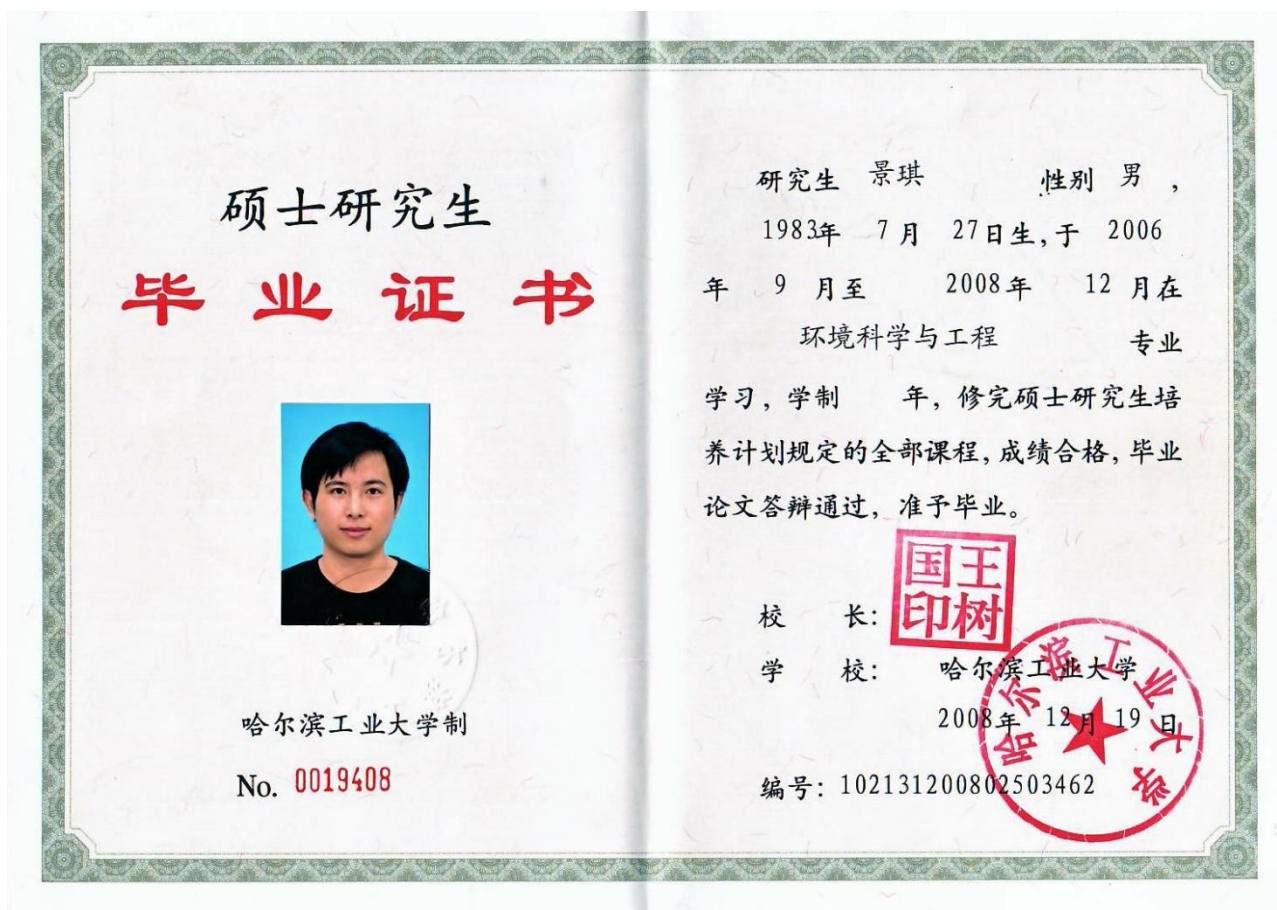 硕士研究生
毕业证书
哈尔滨工业大学制
No. 0019408
研究生 景琪 性别 男 ,
1983年 7月 27日生,于 2006
年 9 月至 2008年 12 月在
环境科学与工程 专业
学习, 学制 年, 修完硕士研究生培
养计划规定的全部课程, 成绩合格, 毕业
论文答辩通过, 准予毕业。
校 长:
王树国印
学 校: 哈尔滨工业大学
2008年 12月 19日
编号: 102131200802503462
哈尔滨工业大学